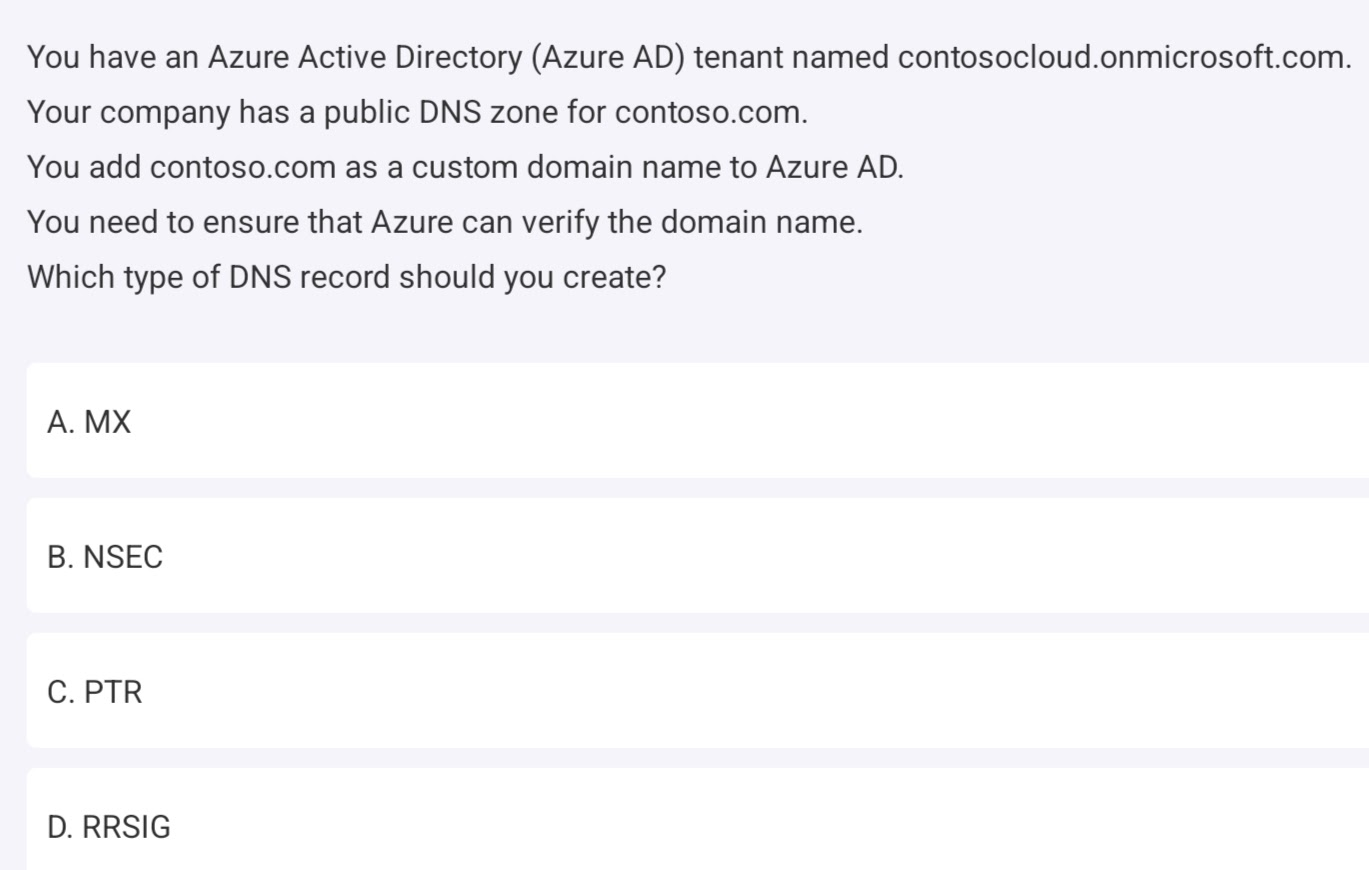 You have an Azure Active Directory (Azure AD) tenant named contosocloud.onmicrosoft.com.
Your company has a public DNS zone for contoso.com.
You add contoso.com as a custom domain name to Azure AD.
You need to ensure that Azure can verify the domain name.
Which type of DNS record should you create?
A. MX
B. NSEC
C. PTR
D. RRSIG